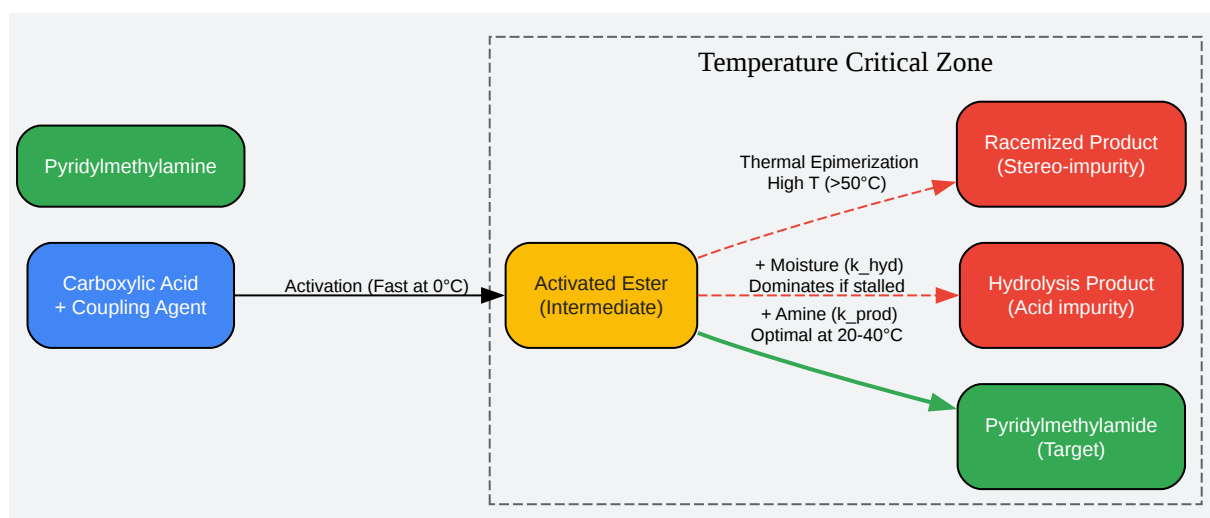 Temperature Critical Zone
Pyridylmethylamine
Carboxylic Acid
+ Coupling Agent
Activation (Fast at 0°C)
Activated Ester
(Intermediate)
Thermal Epimerization
High T (>50°C)
Racemized Product
(Stereo-impurity)
+ Moisture (k_hyd)
Dominates if stalled
Hydrolysis Product
(Acid impurity)
+ Amine (k_prod)
Optimal at 20-40°C
Pyridylmethylamide
(Target)